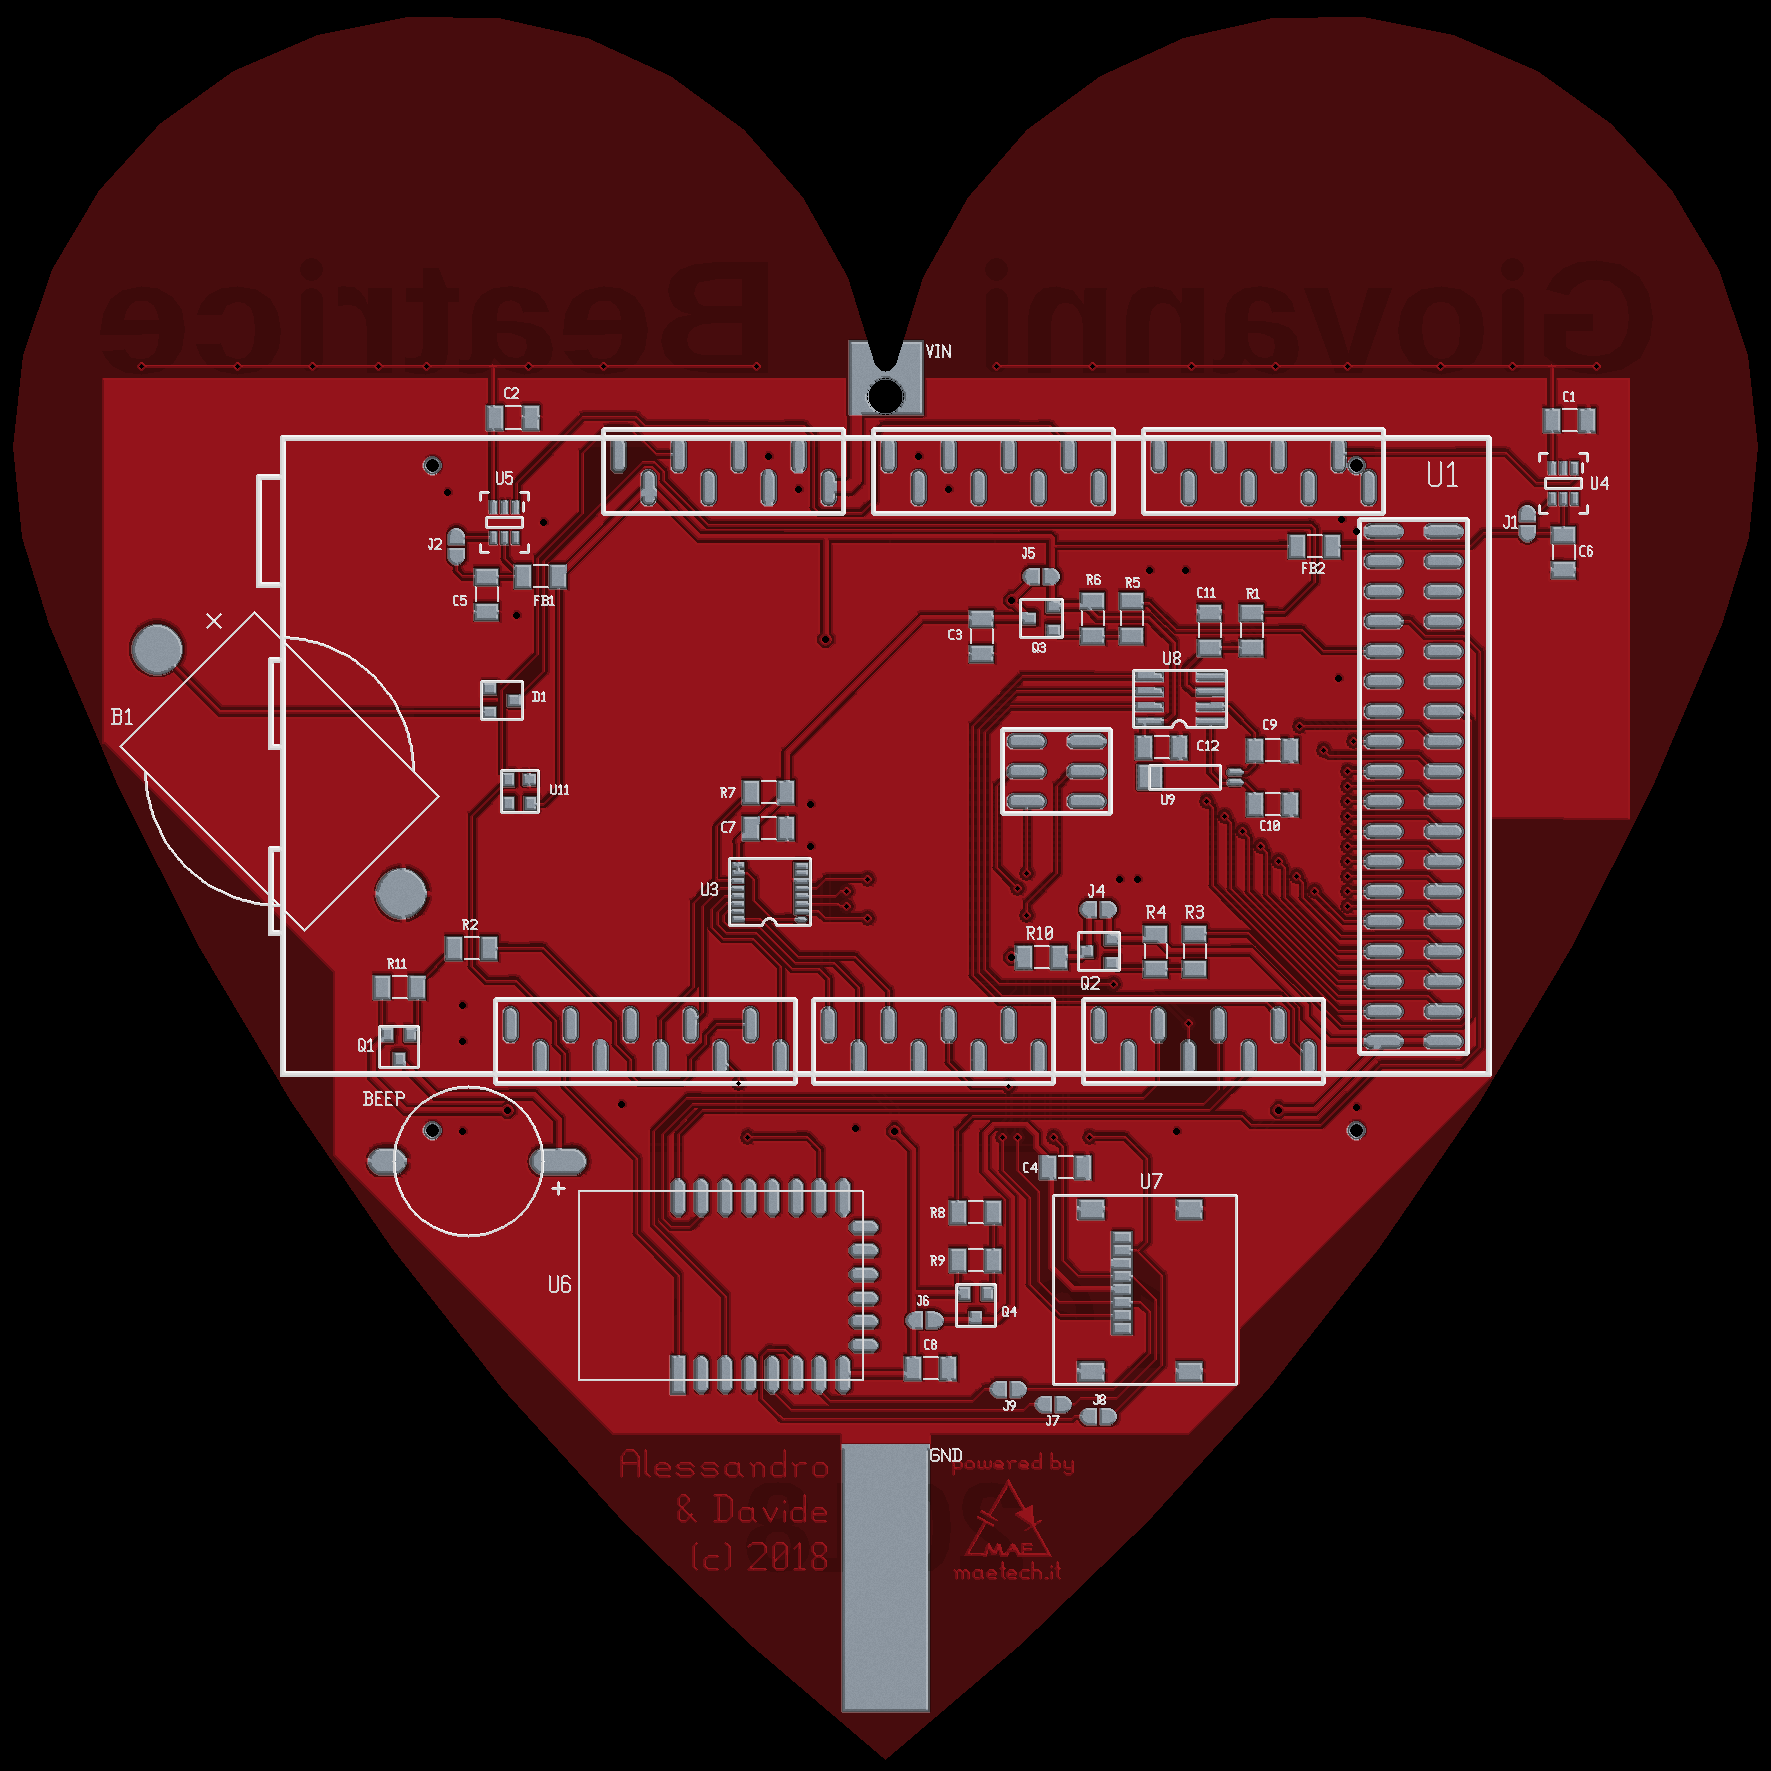 Beatrice
Giovanni
VIN
C2
C1
U5
U1
U4
J2
J1
J5
FB2
C6
C5
FB1
R6
R5
C11
R1
C3
Q3
U8
D1
B1
C9
C12
U11
R7
U9
C7
C10
U3
J4
R2
R10
R4
R3
R11
Q2
Q1
BEEP
C4
U7
+
R8
R9
U6
J6
Q4
C8
J9
J7
J8
GND
Alessandro
& Davide
(c) 2018
powered by
MAE
maetech.it